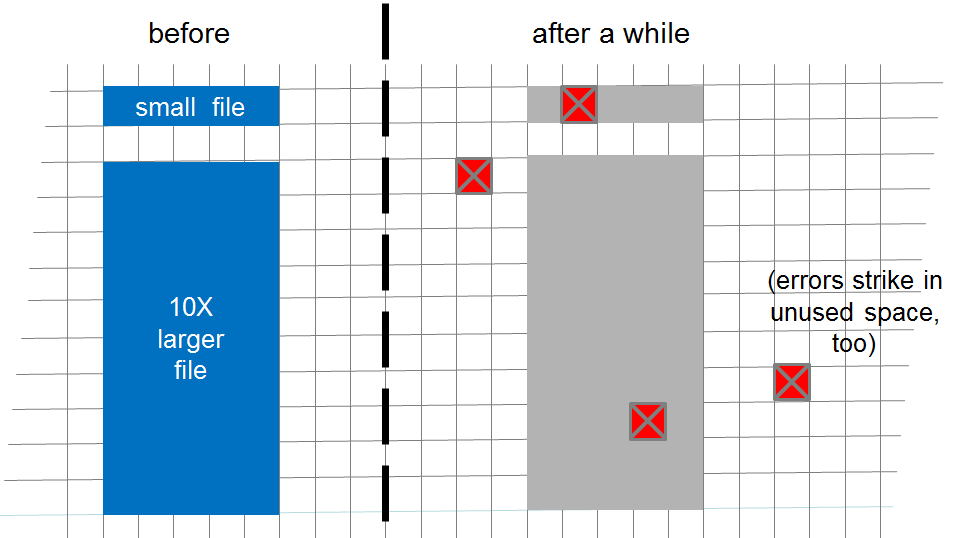 before
after a while
small file
10X
larger
file
(errors strike in
unused space,
too)